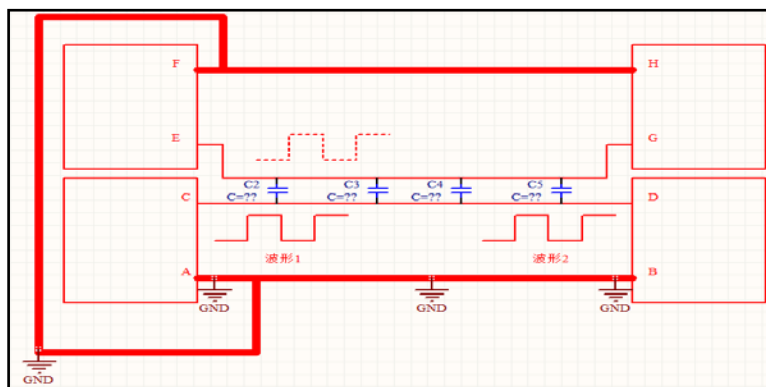 F
H
E
G
C2
C3
C4
C5
C=??
C=??
C=??
C=??
C
D
波形1
波形2
A
B
GND
GND
GND
GND